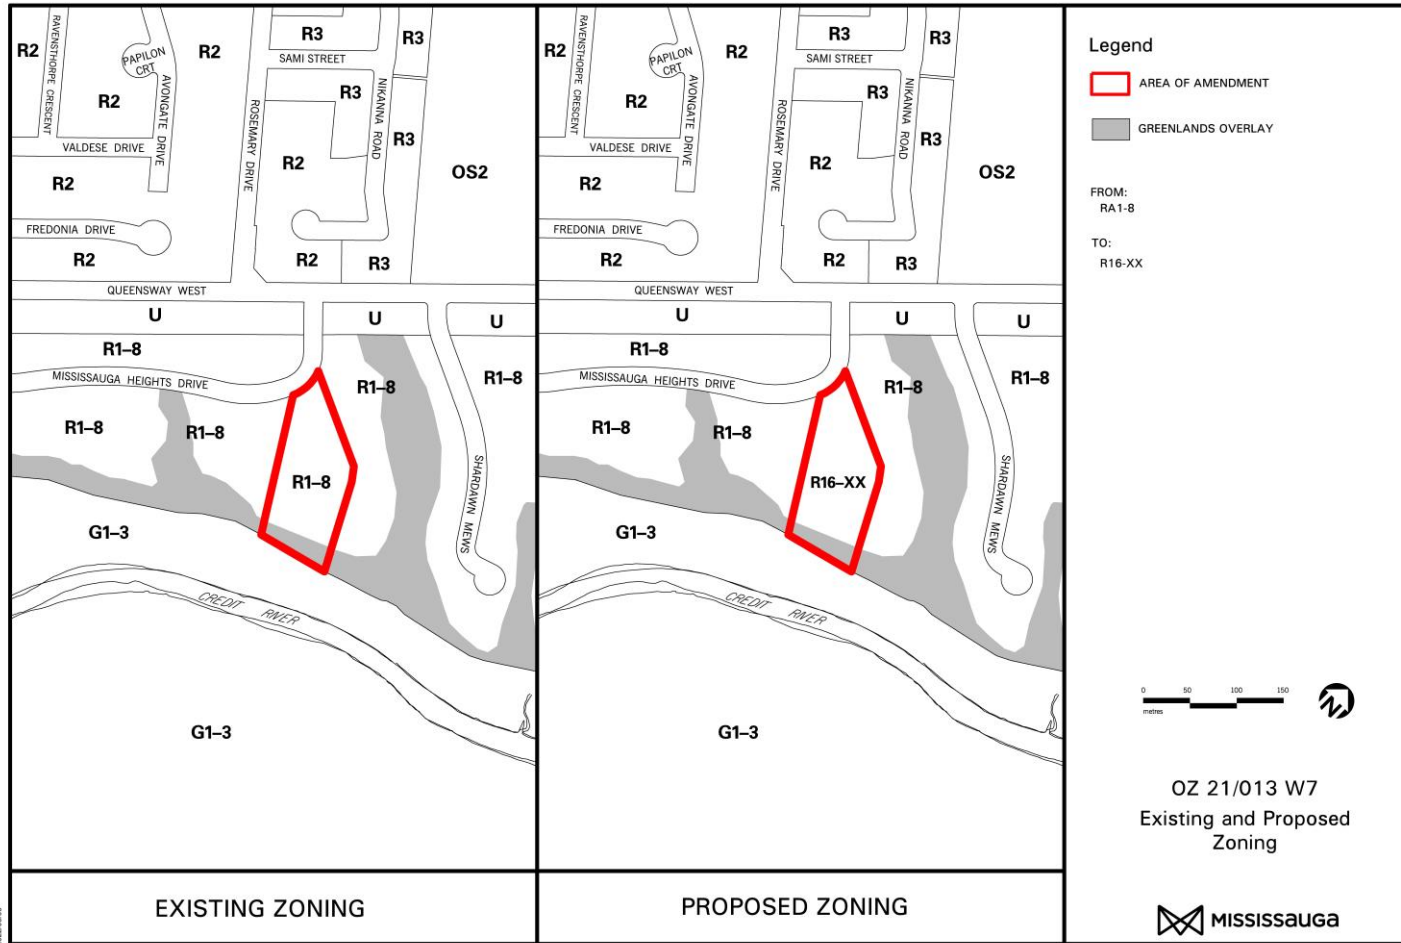 R2
RAVENSTHORPE CRESCENT
PAPILON
CRT
R2
AVONGATE DRIVE
R2
R3
R3
SAMI STREET
R3
NIKANNA ROAD
ROSEMARY DRIVE
R3
VALDESE DRIVE
R2
R2
OS2
FREDONIA DRIVE
R2
R2
R3
QUEENSWAY WEST
U
U
U
R1–8
MISSISSAUGA HEIGHTS DRIVE
R1–8
R1–8
R1–8
R1–8
R1–8
SHARDAWN MEWS
G1–3
CREDIT RIVER
G1–3
EXISTING ZONING
R2
RAVENSTHORPE CRESCENT
PAPILON
CRT
R2
AVONGATE DRIVE
R2
R3
R3
SAMI STREET
R3
NIKANNA ROAD
ROSEMARY DRIVE
R3
VALDESE DRIVE
R2
R2
OS2
FREDONIA DRIVE
R2
R2
R3
QUEENSWAY WEST
U
U
U
R1–8
MISSISSAUGA HEIGHTS DRIVE
R1–8
R1–8
R1–8
R1–8
R16–XX
SHARDAWN MEWS
G1–3
CREDIT RIVER
G1–3
PROPOSED ZONING
Legend
AREA OF AMENDMENT
GREENLANDS OVERLAY
FROM:
RA1-8
TO:
R16-XX
0 50 100 150
metres
N
OZ 21/013 W7
Existing and Proposed
Zoning
MISSISSAUGA